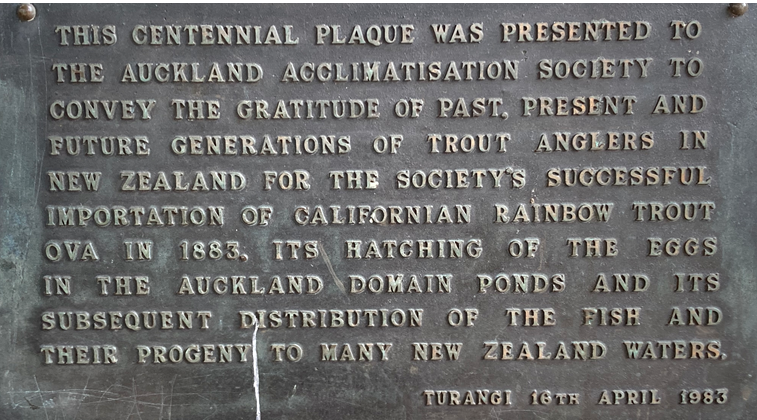 THIS CENTENNIAL PLAQUE WAS PRESENTED TO
THE AUCKLAND ACCLIMATISATION SOCIETY TO
CONVEY THE GRATITUDE OF PAST, PRESENT AND
FUTURE GENERATIONS OF TROUT ANGLERS IN
NEW ZEALAND FOR THE SOCIETY'S SUCCESSFUL
IMPORTATION OF CALIFORNIAN RAINBOW TROUT
OVA IN 1883, ITS HATCHING OF THE EGGS
IN THE AUCKLAND DOMAIN PONDS AND ITS
SUBSEQUENT DISTRIBUTION OF THE FISH AND
THEIR PROGENY TO MANY NEW ZEALAND WATERS.
TURANGI 16TH APRIL 1983